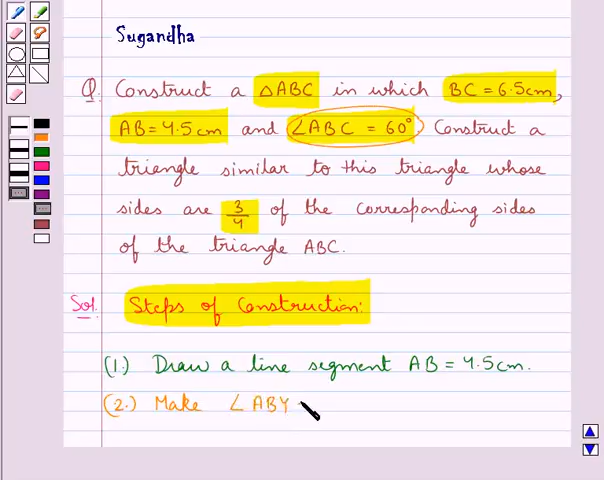 Sugandha
Q. Construct a △ABC in which BC = 6.5cm,
AB = 4.5cm and ∠ABC = 60°. Construct a
triangle similar to this triangle whose
sides are 3/4 of the corresponding sides
of the triangle ABC.
Sol. Steps of Construction:
(1.) Draw a line segment AB = 4.5cm.
(2.) Make ∠ABY